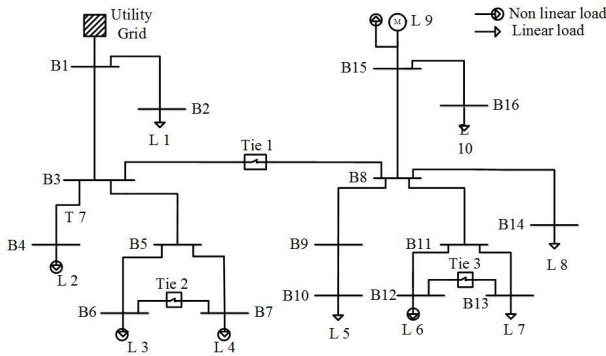 Utility
Grid
M
L 9
Non linear load
Linear load
B1
B15
B2
B16
L 1
L
10
Tie 1
B3
B8
T 7
B14
B4
B5
B9
B11
L 8
L 2
Tie 2
Tie 3
B10
B12
B13
B6
B7
L 3
L 4
L 5
L 6
L 7